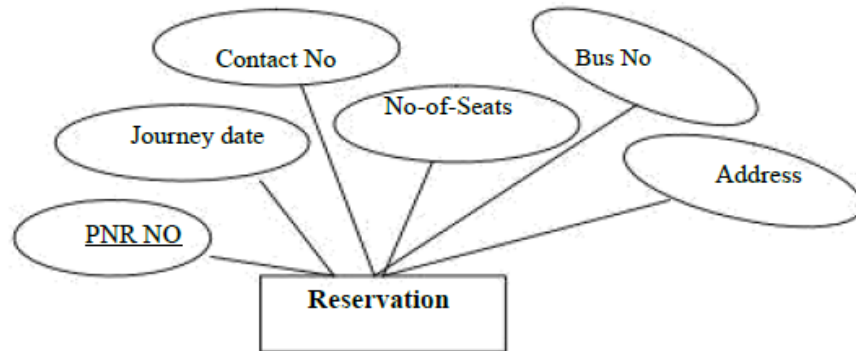 Contact No
Bus No
No-of-Seats
Journey date
Address
PNR NO
Reservation